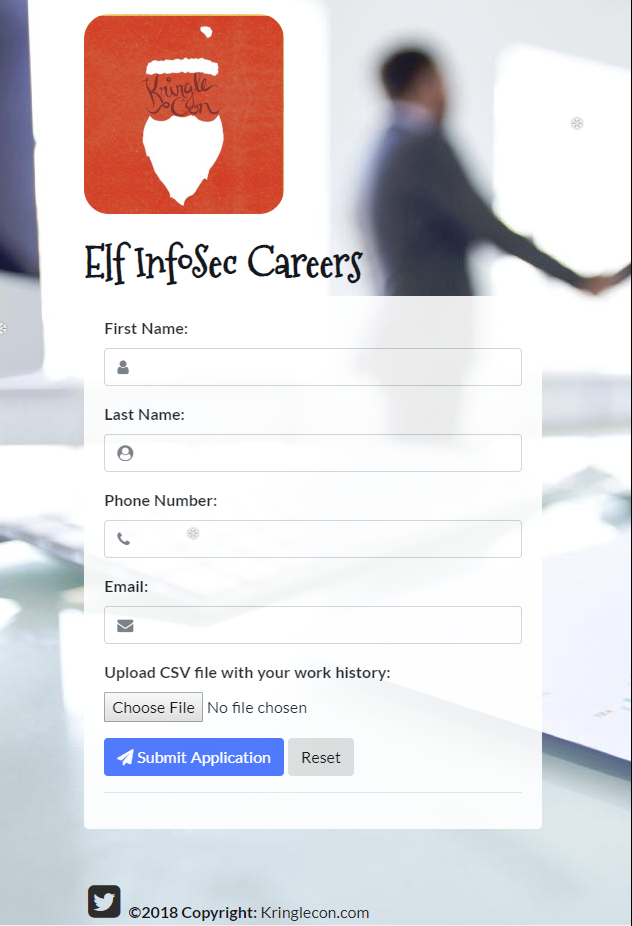 Kringle
Con
Elf InfoSec Careers
First Name:
Last Name:
Phone Number:
Email:
Upload CSV file with your work history:
Choose File No file chosen
Submit Application Reset
©2018 Copyright: Kringlecon.com